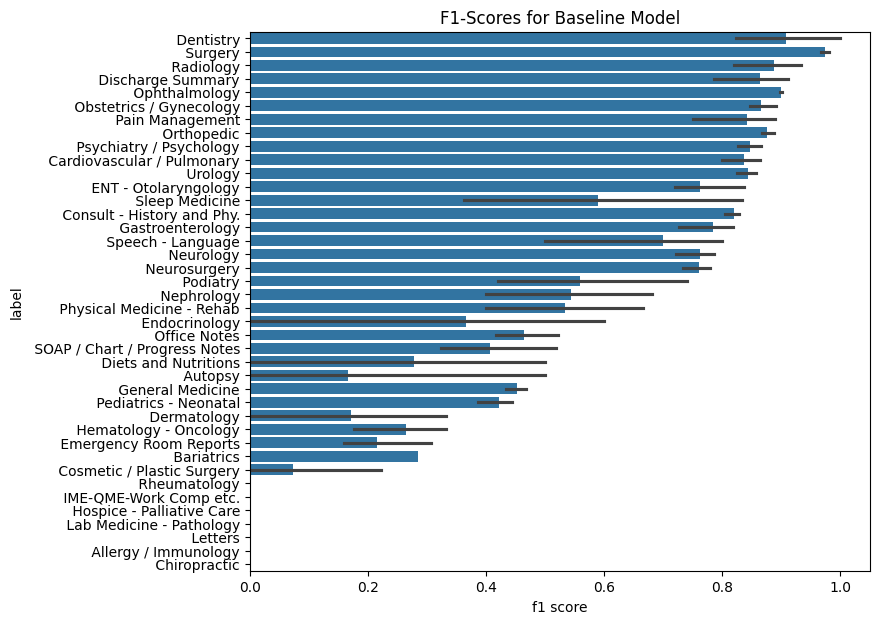 F1-Scores for Baseline Model
Dentistry
Surgery
Radiology
Discharge Summary
Ophthalmology
Obstetrics / Gynecology
Pain Management
Orthopedic
Psychiatry / Psychology
Cardiovascular / Pulmonary
Urology
ENT - Otolaryngology
Sleep Medicine
Consult - History and Phy.
Gastroenterology
Speech - Language
Neurology
Neurosurgery
Podiatry
Nephrology
Physical Medicine - Rehab
Endocrinology
Office Notes
SOAP / Chart / Progress Notes
Diets and Nutritions
Autopsy
General Medicine
Pediatrics - Neonatal
Dermatology
Hematology - Oncology
Emergency Room Reports
Bariatrics
Cosmetic / Plastic Surgery
Rheumatology
IME-QME-Work Comp etc.
Hospice - Palliative Care
Lab Medicine - Pathology
Letters
Allergy / Immunology
Chiropractic
label
0.0 0.2 0.4 0.6 0.8 1.0
f1 score